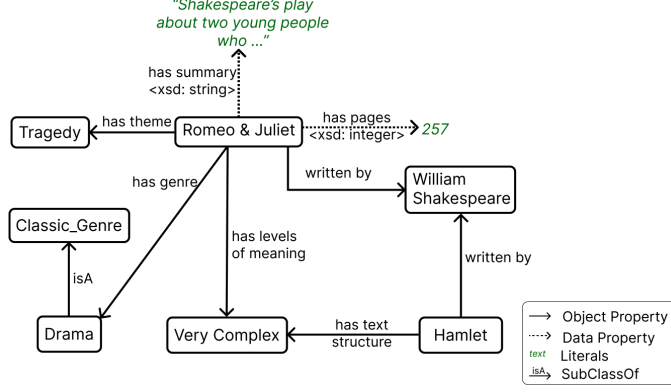 “Shakespeare’s play
about two young people
who ...”
has summary
<xsd: string>
Tragedy
has theme
Romeo & Juliet
has pages
<xsd: integer>
257
has genre
written by
William
Shakespeare
Classic_Genre
has levels
of meaning
written by
isA
Drama
Very Complex
has text
structure
Hamlet
Object Property
Data Property
text Literals
isA SubClassOf